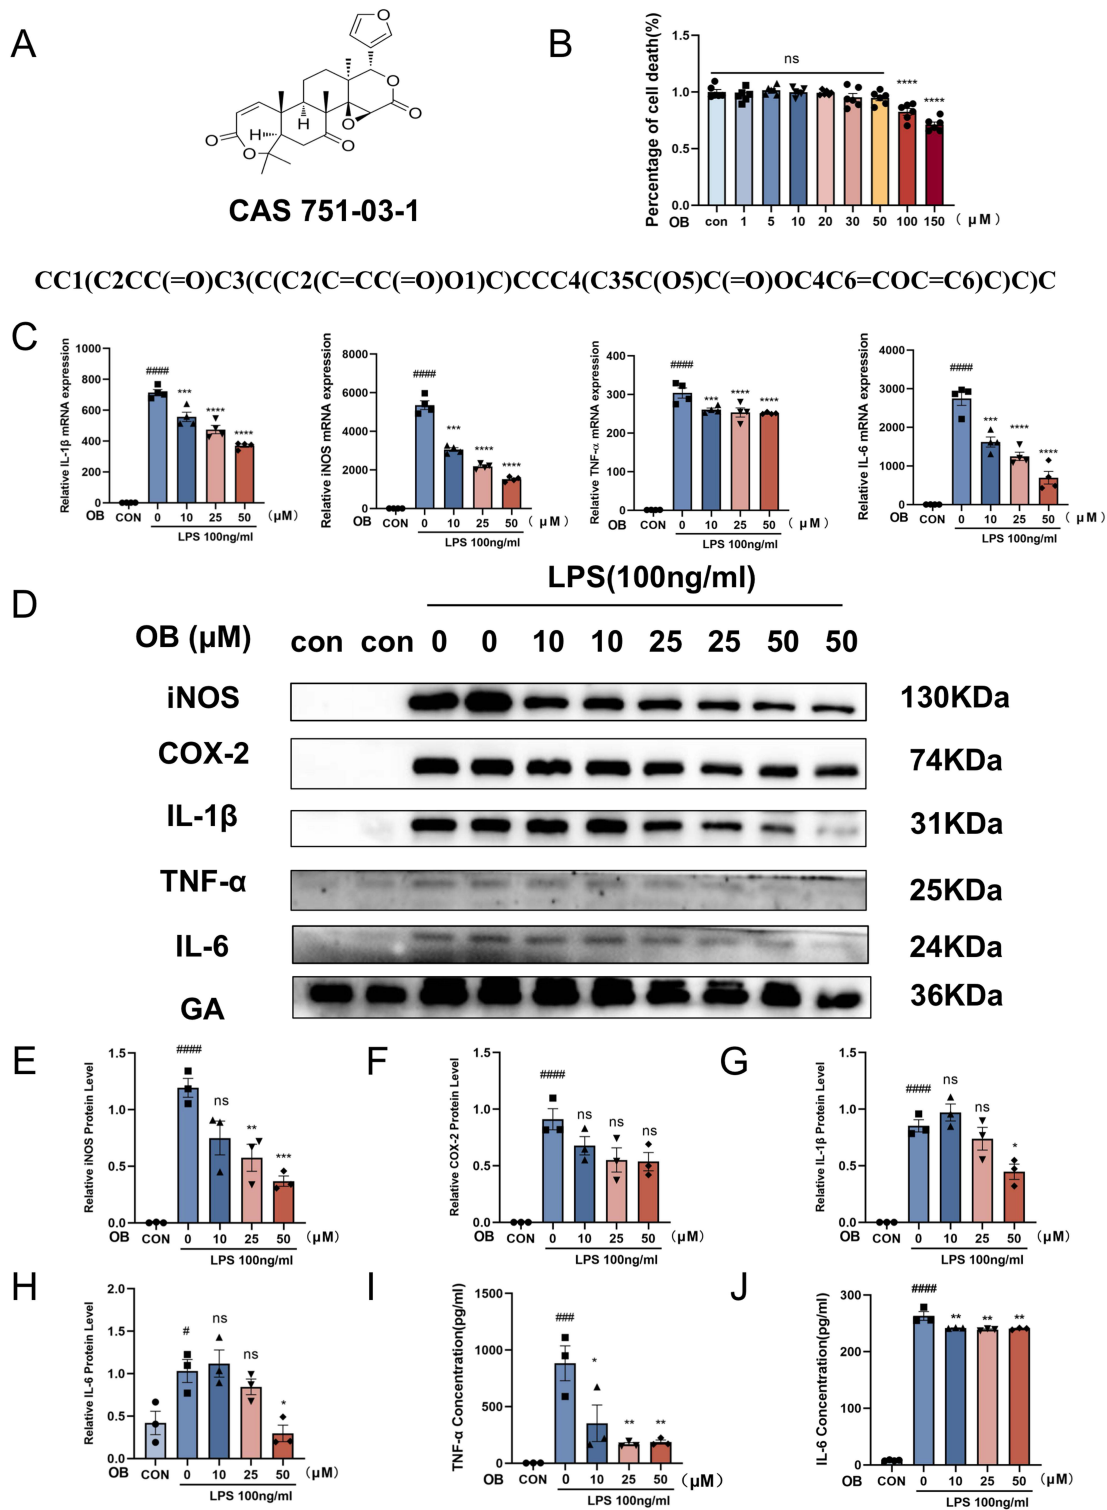 A
O
O
O
O
O
O
O
H
H
CAS 751-03-1
B
Percentage of cell death(%)
1.5
1.0
0.5
0.0
ns
****
****
OB con 1 5 10 20 30 50 100 150 ( μM )
CC1(C2CC(=O)C3(C(C2(C=CC(=O)O1)C)CCC4(C35C(O5)C(=O)OC4C6=COC=C6)C)C)C
C
Relative IL-1β mRNA expression
1000
800
600
400
200
0
####
***
****
****
OB CON 0 10 25 50 (μM)
LPS 100ng/ml
Relative iNOS mRNA expression
8000
6000
4000
2000
0
####
***
****
****
OB CON 0 10 25 50 ( μM )
LPS 100ng/ml
Relative TNF-α mRNA expression
400
300
200
100
0
####
***
****
****
OB CON 0 10 25 50 ( μM )
LPS 100ng/ml
Relative IL-6 mRNA expression
4000
3000
2000
1000
0
####
***
****
****
OB CON 0 10 25 50 ( μM )
LPS 100ng/ml
D
LPS(100ng/ml)
OB (μM) con con 0 0 10 10 25 25 50 50
iNOS 130KDa
COX-2 74KDa
IL-1β 31KDa
TNF-α 25KDa
IL-6 24KDa
GA 36KDa
E
Relative iNOS Protein Level
1.5
1.0
0.5
0.0
####
ns
**
***
OB CON 0 10 25 50 (μM)
LPS 100ng/ml
F
Relative COX-2 Protein Level
1.5
1.0
0.5
0.0
####
ns
ns
ns
OB CON 0 10 25 50 (μM)
LPS 100ng/ml
G
Relative IL-1β Protein Level
1.5
1.0
0.5
0.0
####
ns
ns
*
OB CON 0 10 25 50 (μM)
LPS 100ng/ml
H
Relative IL-6 Protein Level
2.0
1.5
1.0
0.5
0.0
#
ns
ns
*
OB CON 0 10 25 50 (μM)
LPS 100ng/ml
I
TNF-α Concentration(pg/ml)
1500
1000
500
0
###
*
**
**
OB CON 0 10 25 50 (μM)
LPS 100ng/ml
J
IL-6 Concentration(pg/ml)
300
200
100
0
####
**
**
**
OB CON 0 10 25 50 (μM)
LPS 100ng/ml